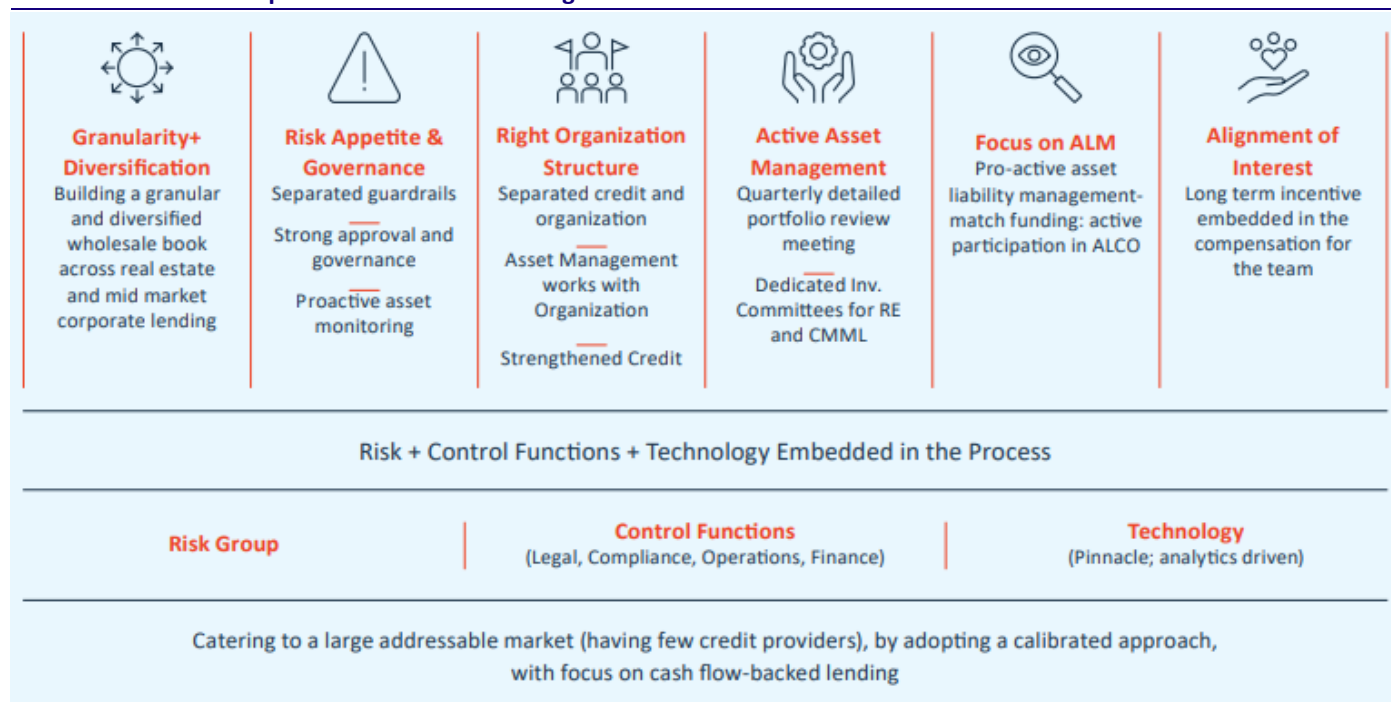 Granularity+
Diversification
Building a granular
and diversified
wholesale book
across real estate
and mid market
corporate lending
Risk Appetite &
Governance
Separated guardrails
Strong approval and
governance
Proactive asset
monitoring
Right Organization
Structure
Separated credit and
organization
Asset Management
works with
Organization
Strengthened Credit
Active Asset
Management
Quarterly detailed
portfolio review
meeting
Dedicated Inv.
Committees for RE
and CMML
Focus on ALM
Pro-active asset
liability management-
match funding: active
participation in ALCO
Alignment of
Interest
Long term incentive
embedded in the
compensation for
the team
Risk + Control Functions + Technology Embedded in the Process
Risk Group
Control Functions
(Legal, Compliance, Operations, Finance)
Technology
(Pinnacle; analytics driven)
Catering to a large addressable market (having few credit providers), by adopting a calibrated approach,
with focus on cash flow-backed lending